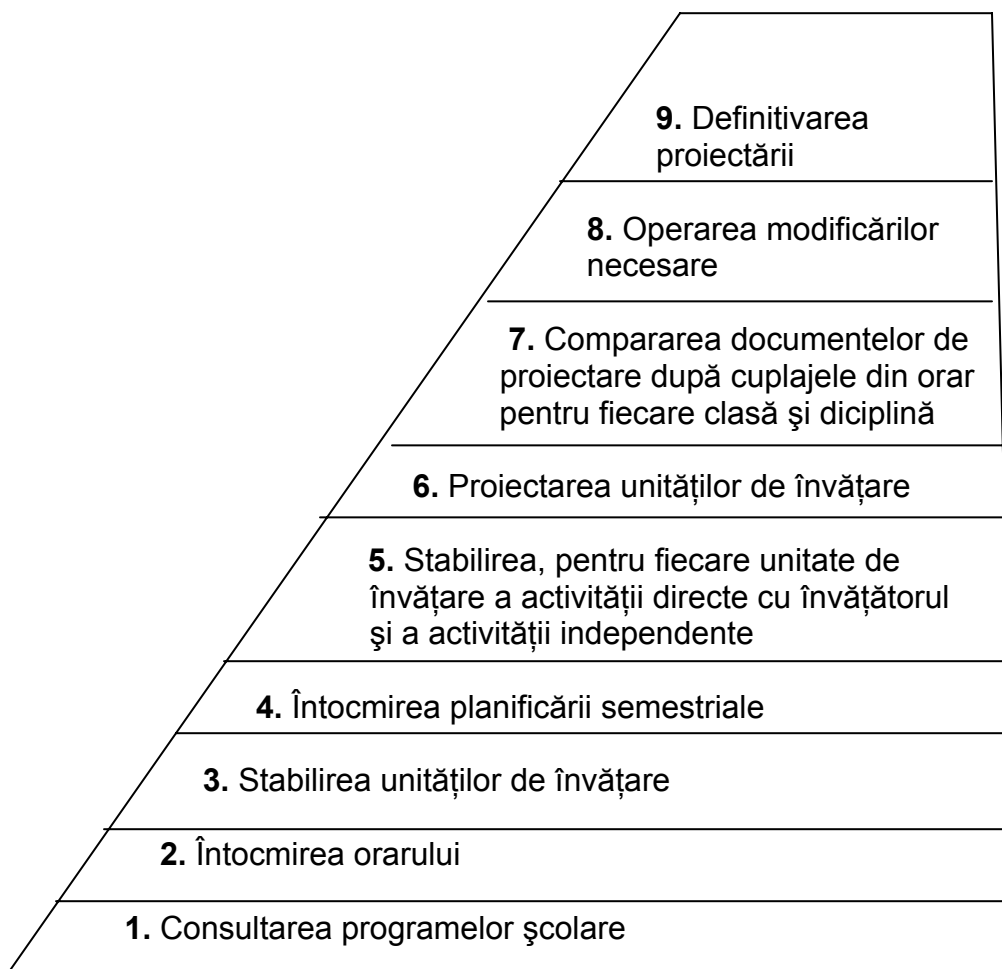 9. Definitivarea
proiectării
8. Operarea modificărilor
necesare
7. Compararea documentelor de
proiectare după cuplajele din orar
pentru fiecare clasă şi diciplină
6. Proiectarea unităților de învățare
5. Stabilirea, pentru fiecare unitate de
învățare a activității directe cu învățătorul
şi a activității independente
4. Întocmirea planificării semestriale
3. Stabilirea unităților de învățare
2. Întocmirea orarului
1. Consultarea programelor şcolare